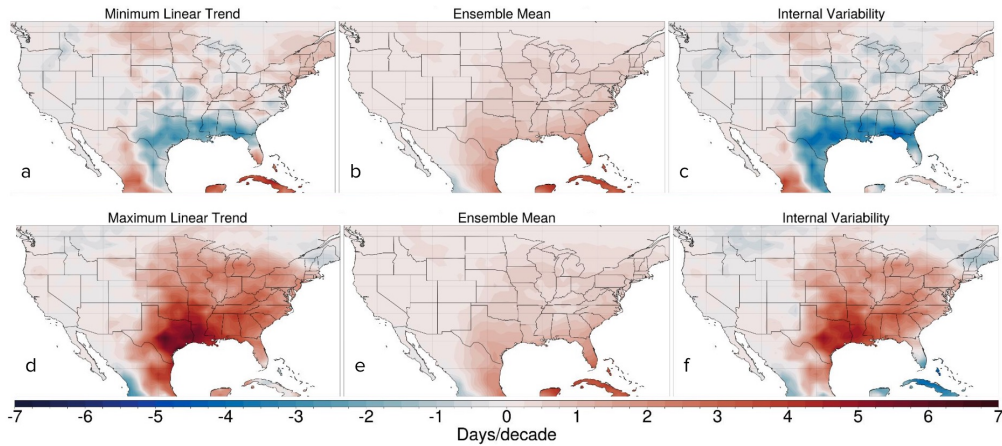 Minimum Linear Trend Ensemble Mean Internal Variability
a b c
Maximum Linear Trend Ensemble Mean Internal Variability
d e f
-7 -6 -5 -4 -3 -2 -1 0 1 2 3 4 5 6 7
Days/decade